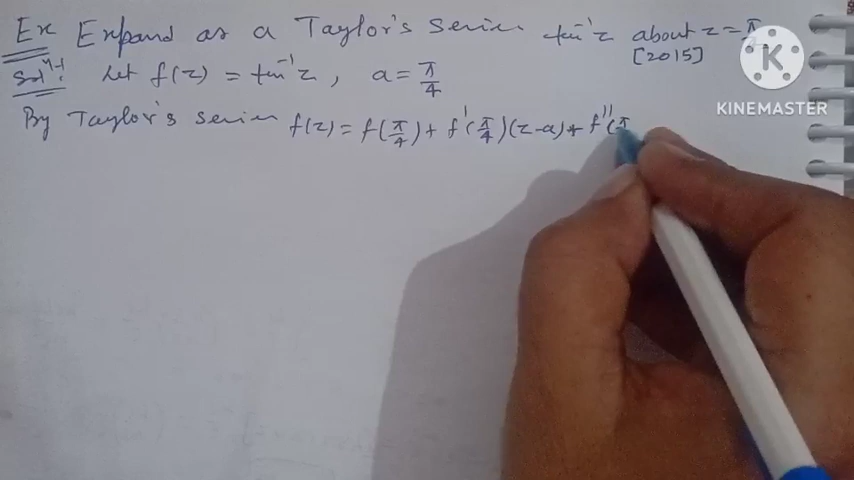 Ex Expand as a Taylor's Series tan⁻¹z about z = π
[2015]
Solⁿ! Let f(z) = tan⁻¹z , a = π/4
By Taylor's series f(z) = f(π/4) + f'(π/4)(z-a) + f''(π
KINEMASTER